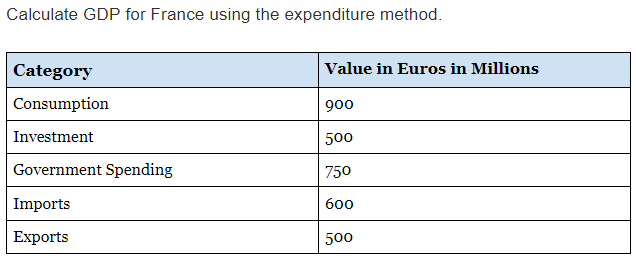 Calculate GDP for France using the expenditure method.
Category Value in Euros in Millions
Consumption 900
Investment 500
Government Spending 750
Imports 600
Exports 500